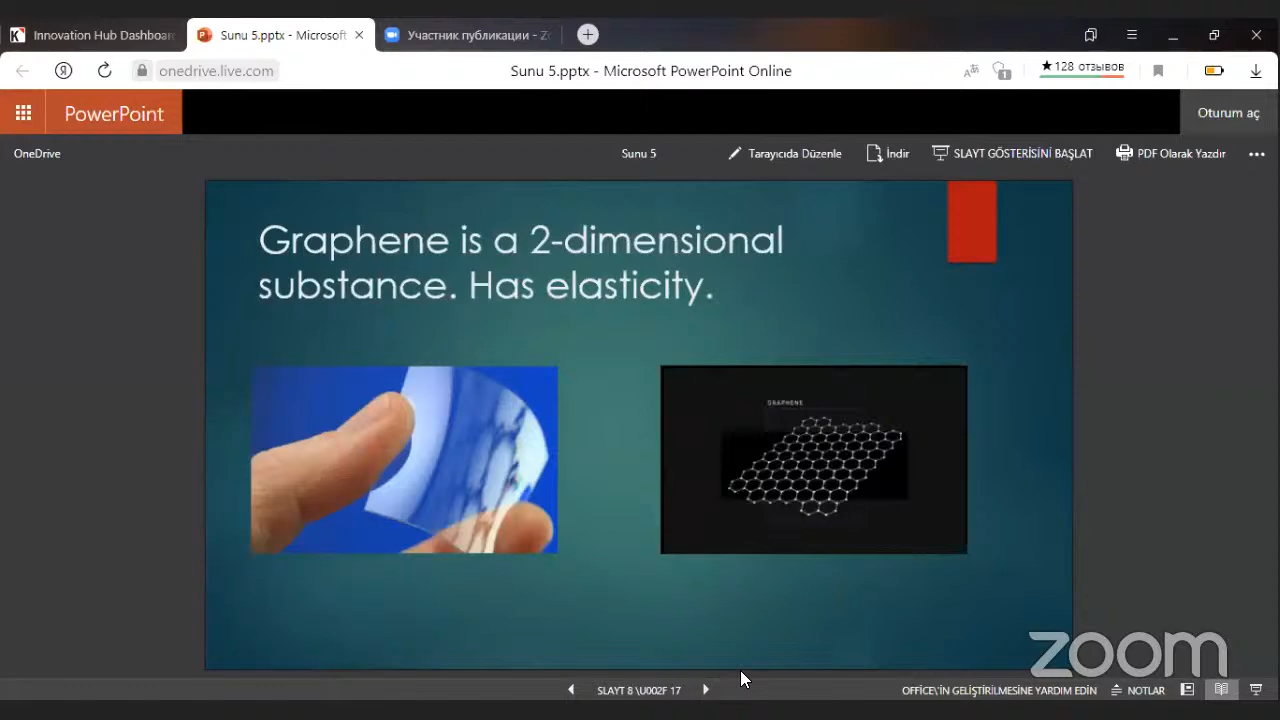 Innovation Hub Dashboar
Sunu 5.pptx - Microsoft
Участник публикации - Zo
onedrive.live.com
Sunu 5.pptx - Microsoft PowerPoint Online
128 отзывов
1
PowerPoint
Oturum aç
OneDrive
Sunu 5
Tarayıcıda Düzenle
İndir
SLAYT GÖSTERİSİNİ BAŞLAT
PDF Olarak Yazdır
Graphene is a 2-dimensional
substance. Has elasticity.
GRAPHENE
zoom
SLAYT 8 \U002F 17
OFFICE\'İN GELİŞTİRİLMESİNE YARDIM EDİN
NOTLAR